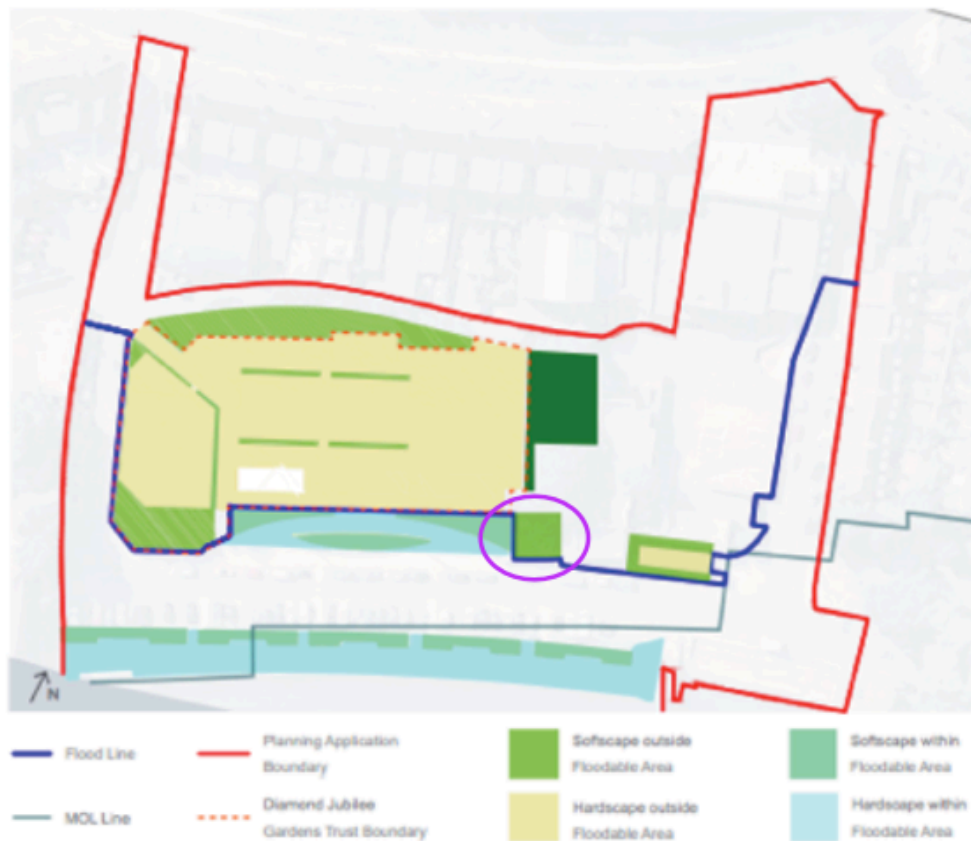 N
Flood Line
Planning Application
Boundary
Softscape outside
Floodable Area
Softscape within
Floodable Area
MOL Line
Diamond Jubilee
Gardens Trust Boundary
Hardscape outside
Floodable Area
Hardscape within
Floodable Area